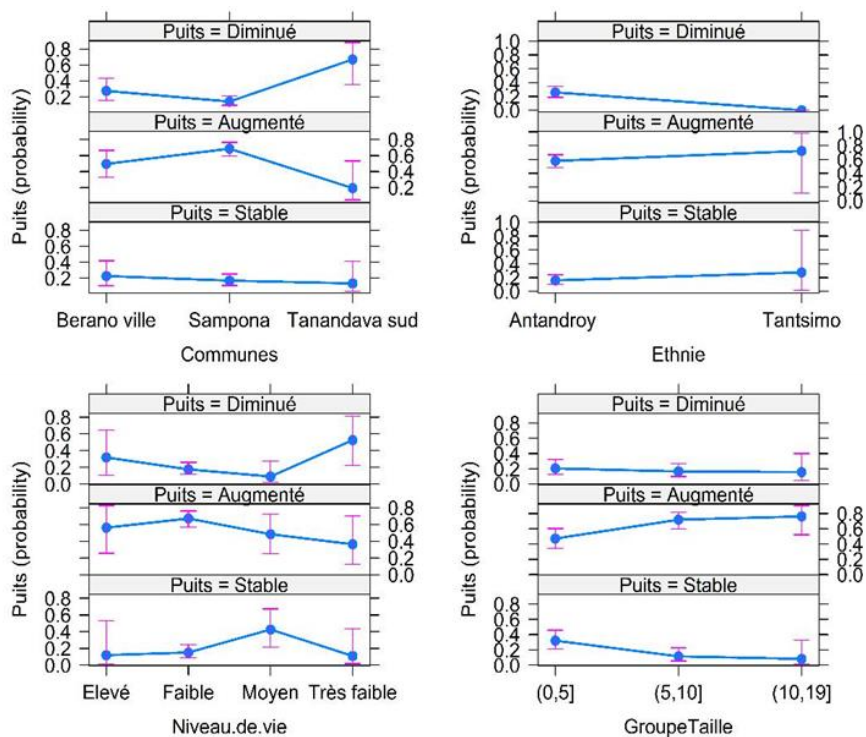 Puits = Diminué
0.8
0.6
0.4
0.2
Puits = Augmenté
0.8
0.6
0.4
0.2
Puits = Stable
0.8
0.6
0.4
0.2
Puits (probability)
Berano ville Sampona Tanandava sud
Communes
Puits = Diminué
1.0
0.8
0.6
0.4
0.2
0.0
Puits = Augmenté
1.0
0.8
0.6
0.4
0.2
0.0
Puits = Stable
1.0
0.8
0.6
0.4
0.2
0.0
Puits (probability)
Antandroy Tantsimo
Ethnie
Puits = Diminué
0.8
0.6
0.4
0.2
0.0
Puits = Augmenté
0.8
0.6
0.4
0.2
0.0
Puits = Stable
0.8
0.6
0.4
0.2
0.0
Puits (probability)
Elevé Faible Moyen Très faible
Niveau.de.vie
Puits = Diminué
0.8
0.6
0.4
0.2
0.0
Puits = Augmenté
0.8
0.6
0.4
0.2
0.0
Puits = Stable
0.8
0.6
0.4
0.2
0.0
Puits (probability)
(0,5] (5,10] (10,19]
GroupeTaille